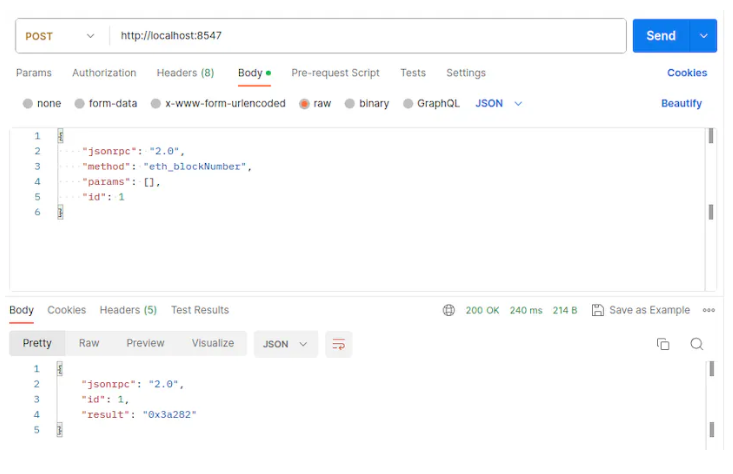 POST http://localhost:8547 Send
Params Authorization Headers (8) Body Pre-request Script Tests Settings Cookies
none form-data x-www-form-urlencoded raw binary GraphQL JSON Beautify
1 {
2 "jsonrpc": "2.0",
3 "method": "eth_blockNumber",
4 "params": [],
5 "id": 1
6 }
Body Cookies Headers (5) Test Results 200 OK 240 ms 214 B Save as Example
Pretty Raw Preview Visualize JSON
1 {
2 "jsonrpc": "2.0",
3 "id": 1,
4 "result": "0x3a282"
5 }